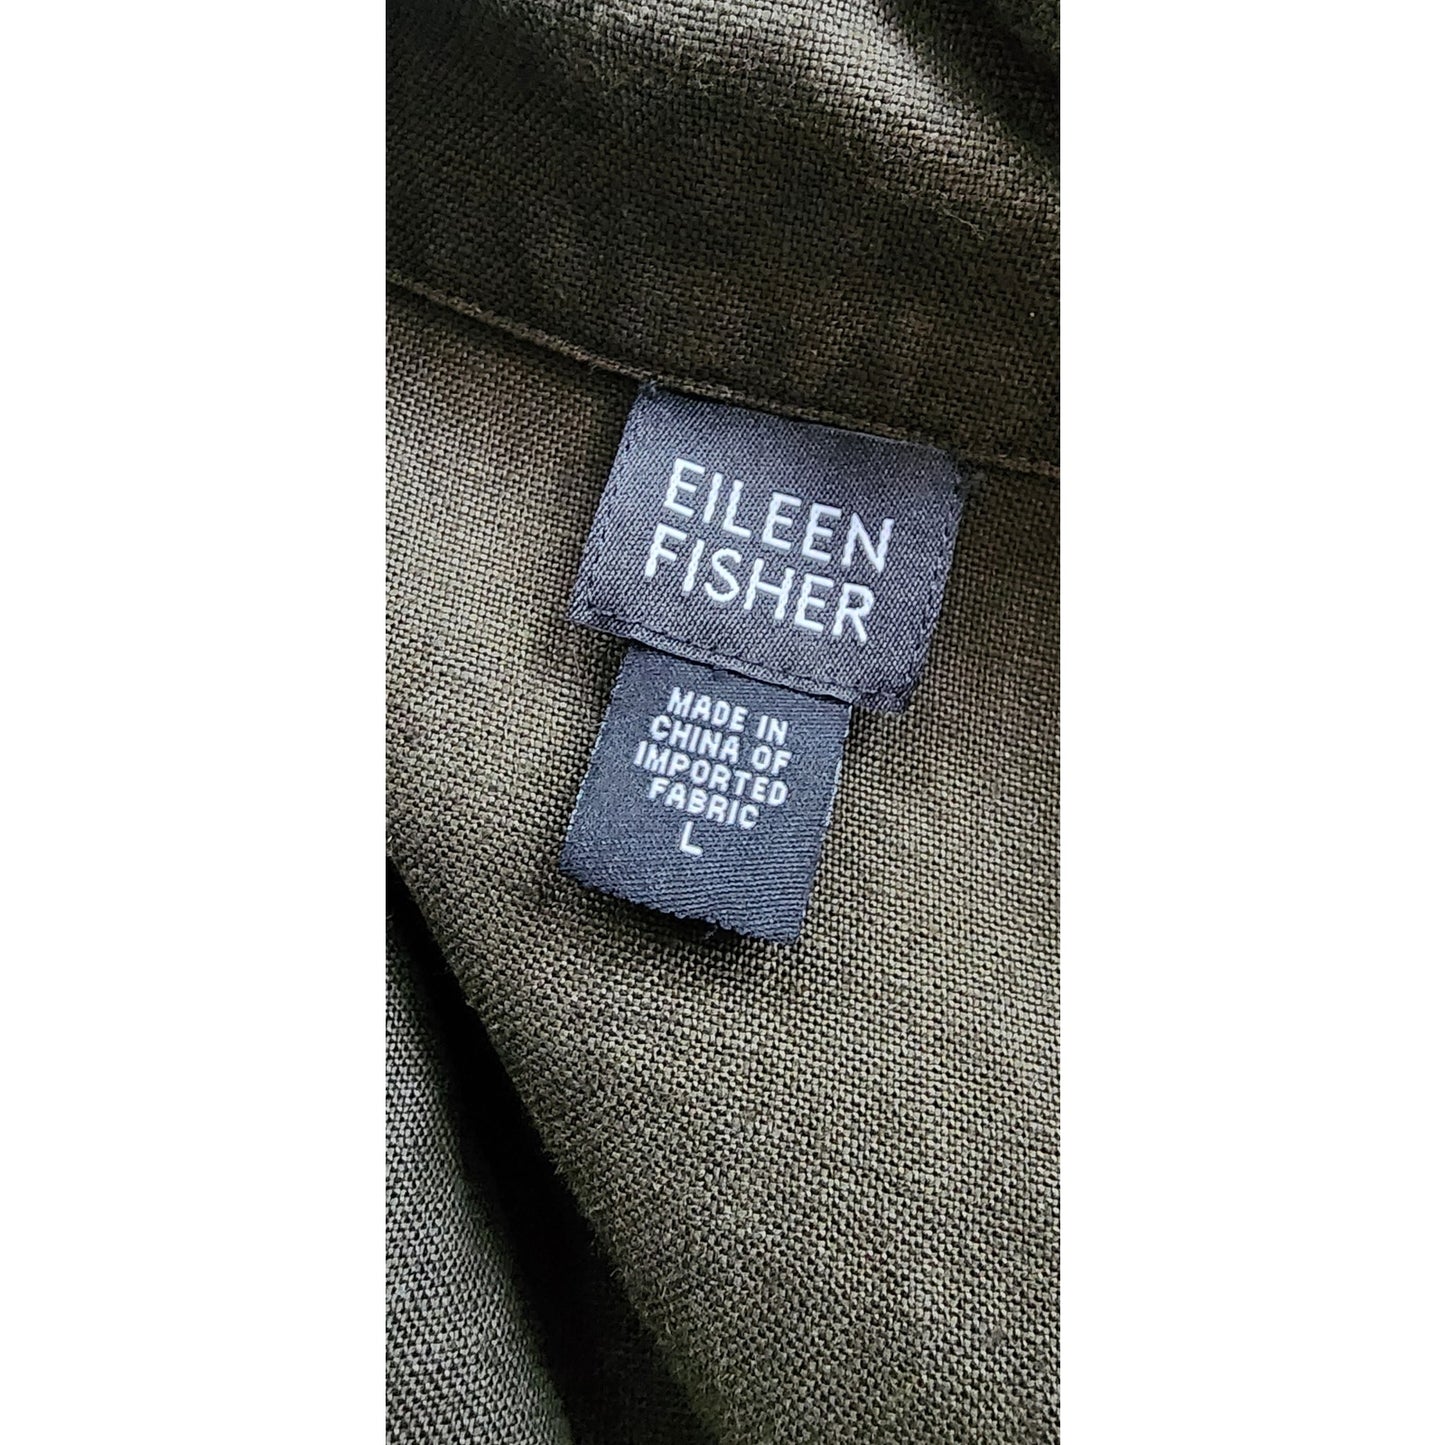 EILEEN
FISHER
MADE IN
CHINA OF
IMPORTED
FABRIC
L